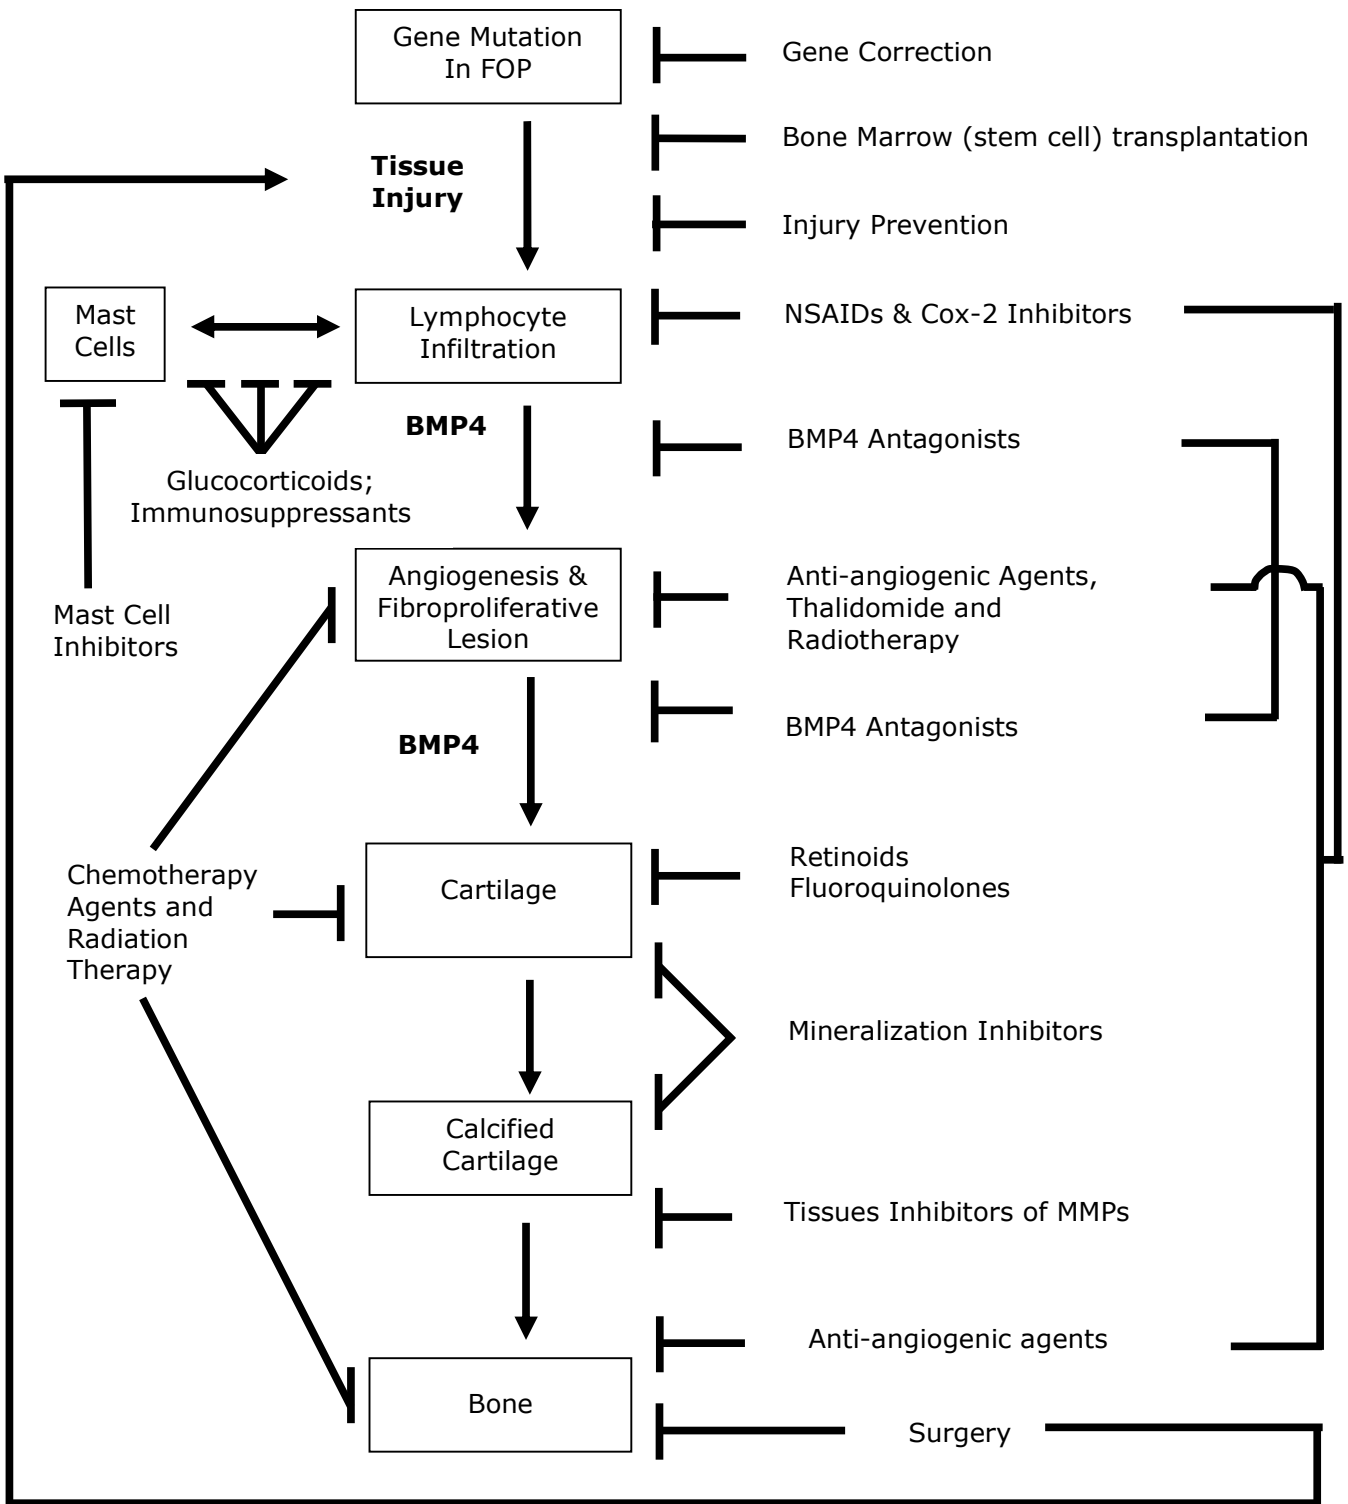 Gene Mutation
In FOP
Gene Correction
Bone Marrow (stem cell) transplantation
Tissue
Injury
Injury Prevention
Mast
Cells
Lymphocyte
Infiltration
NSAIDs & Cox-2 Inhibitors
BMP4
BMP4 Antagonists
Glucocorticoids;
Immunosuppressants
Angiogenesis &
Fibroproliferative
Lesion
Anti-angiogenic Agents,
Thalidomide and
Radiotherapy
Mast Cell
Inhibitors
BMP4
BMP4 Antagonists
Chemotherapy
Agents and
Radiation
Therapy
Cartilage
Retinoids
Fluoroquinolones
Mineralization Inhibitors
Calcified
Cartilage
Tissues Inhibitors of MMPs
Anti-angiogenic agents
Bone
Surgery